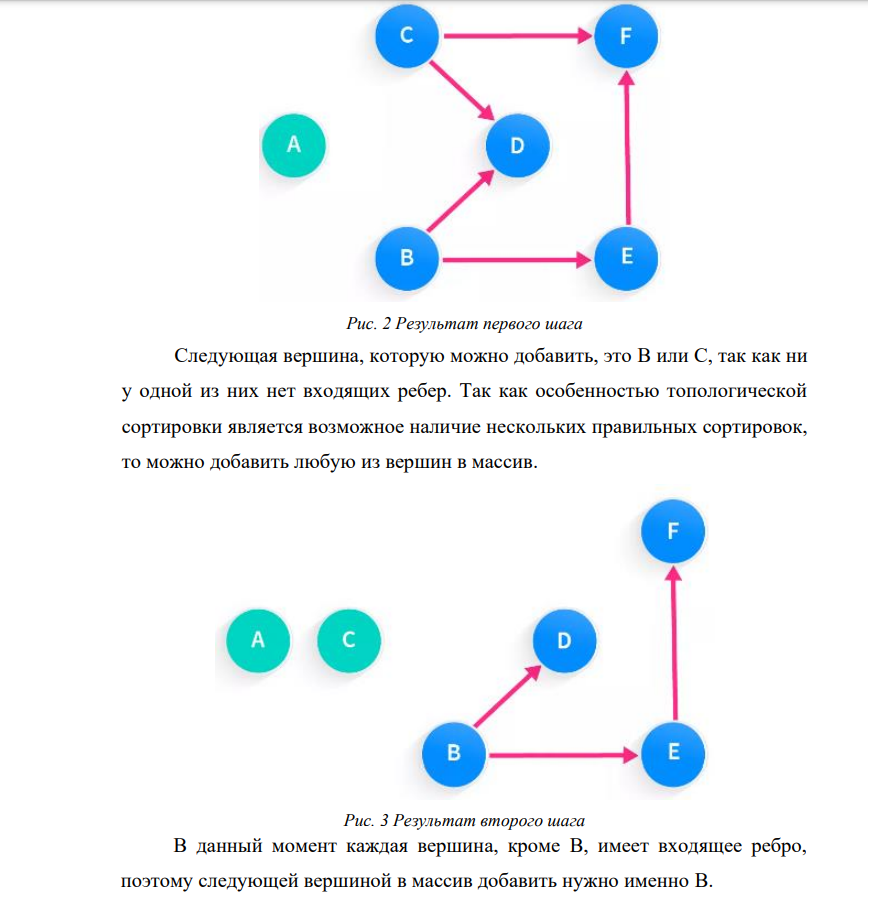 C
F
A
D
B
E
Рис. 2 Результат первого шага
Следующая вершина, которую можно добавить, это B или C, так как ни
у одной из них нет входящих ребер. Так как особенностью топологической
сортировки является возможное наличие нескольких правильных сортировок,
то можно добавить любую из вершин в массив.
F
A
C
D
B
E
Рис. 3 Результат второго шага
В данный момент каждая вершина, кроме B, имеет входящее ребро,
поэтому следующей вершиной в массив добавить нужно именно B.